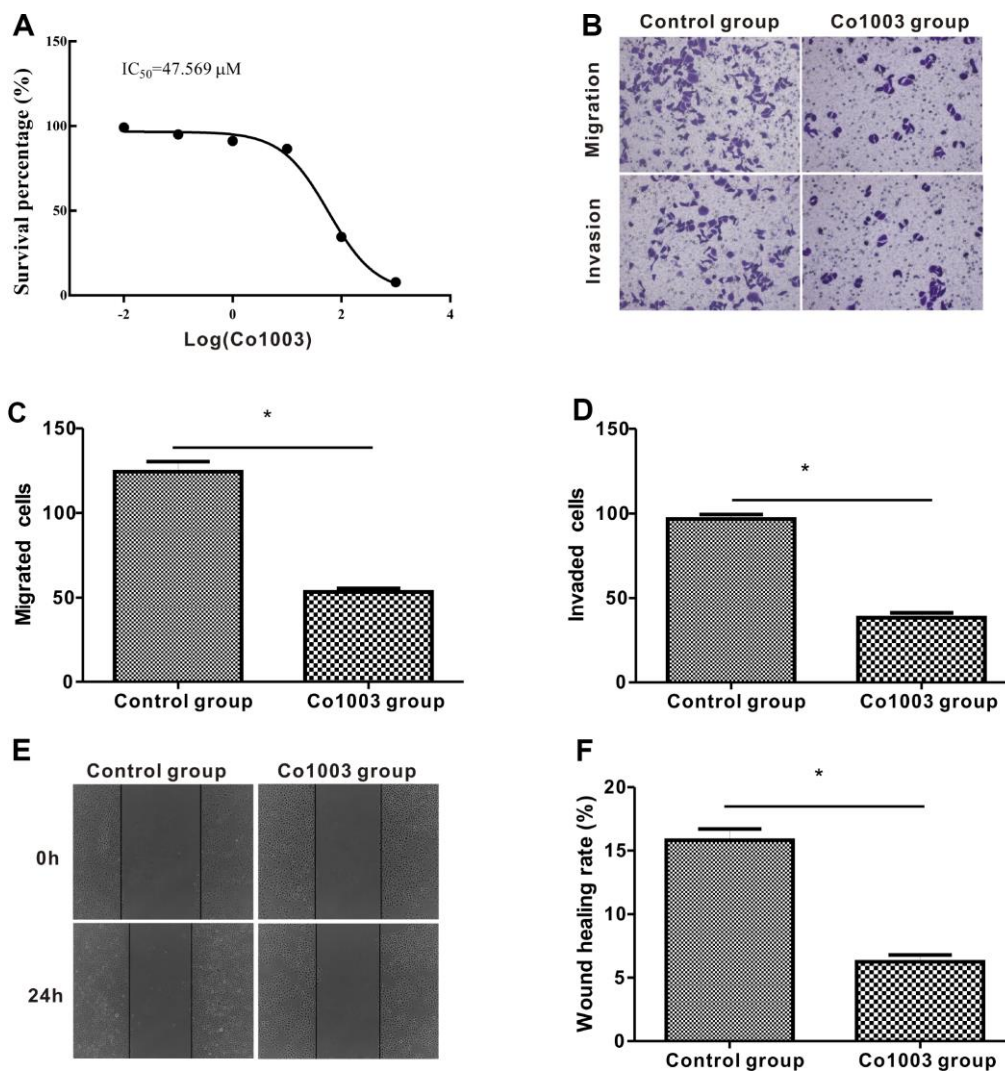 A
150
100
50
0
-2
0
2
4
IC50=47.569 μM
Survival percentage (%)
Log(Co1003)
B
Control group
Co1003 group
Migration
Invasion
C
*
150
100
50
0
Migrated cells
Control group
Co1003 group
D
*
150
100
50
0
Invaded cells
Control group
Co1003 group
E
Control group
Co1003 group
0h
24h
F
*
20
15
10
5
0
Wound healing rate (%)
Control group
Co1003 group